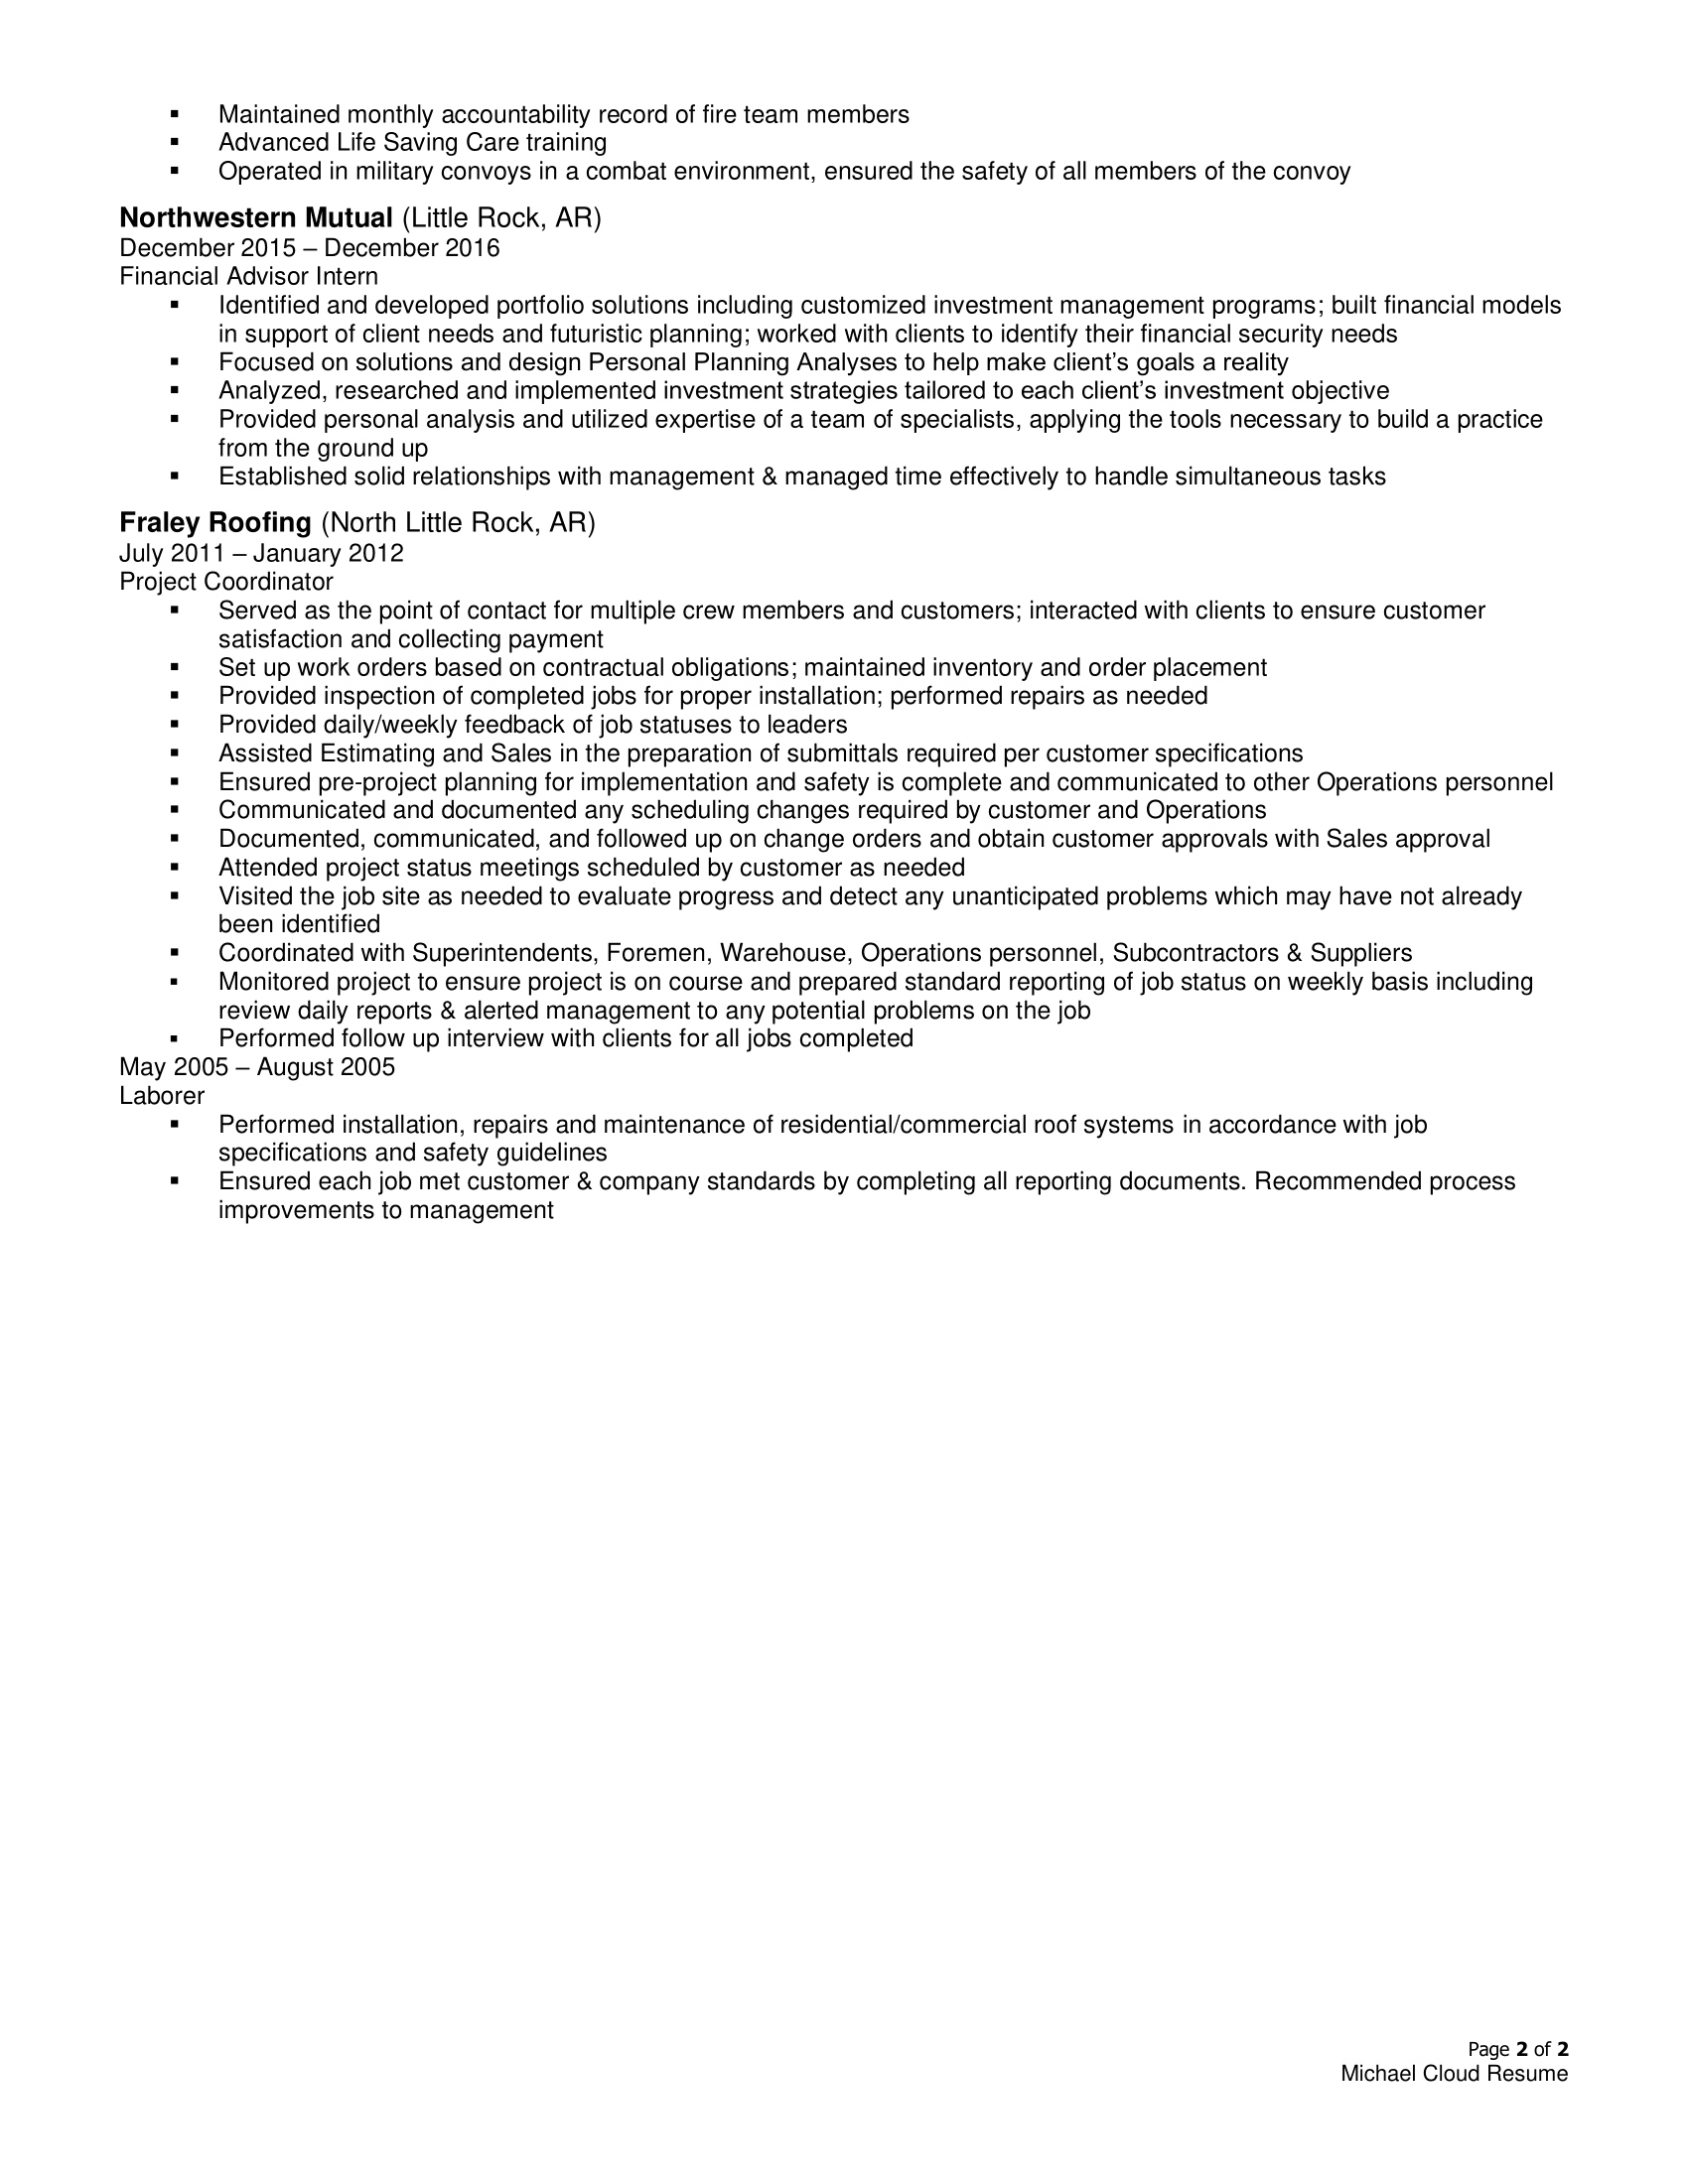 ▪ Maintained monthly accountability record of fire team members
▪ Advanced Life Saving Care training
▪ Operated in military convoys in a combat environment, ensured the safety of all members of the convoy
Northwestern Mutual (Little Rock, AR)
December 2015 – December 2016
Financial Advisor Intern
▪ Identified and developed portfolio solutions including customized investment management programs; built financial models
in support of client needs and futuristic planning; worked with clients to identify their financial security needs
▪ Focused on solutions and design Personal Planning Analyses to help make client’s goals a reality
▪ Analyzed, researched and implemented investment strategies tailored to each client’s investment objective
▪ Provided personal analysis and utilized expertise of a team of specialists, applying the tools necessary to build a practice
from the ground up
▪ Established solid relationships with management & managed time effectively to handle simultaneous tasks
Fraley Roofing (North Little Rock, AR)
July 2011 – January 2012
Project Coordinator
▪ Served as the point of contact for multiple crew members and customers; interacted with clients to ensure customer
satisfaction and collecting payment
▪ Set up work orders based on contractual obligations; maintained inventory and order placement
▪ Provided inspection of completed jobs for proper installation; performed repairs as needed
▪ Provided daily/weekly feedback of job statuses to leaders
▪ Assisted Estimating and Sales in the preparation of submittals required per customer specifications
▪ Ensured pre-project planning for implementation and safety is complete and communicated to other Operations personnel
▪ Communicated and documented any scheduling changes required by customer and Operations
▪ Documented, communicated, and followed up on change orders and obtain customer approvals with Sales approval
▪ Attended project status meetings scheduled by customer as needed
▪ Visited the job site as needed to evaluate progress and detect any unanticipated problems which may have not already
been identified
▪ Coordinated with Superintendents, Foremen, Warehouse, Operations personnel, Subcontractors & Suppliers
▪ Monitored project to ensure project is on course and prepared standard reporting of job status on weekly basis including
review daily reports & alerted management to any potential problems on the job
▪ Performed follow up interview with clients for all jobs completed
May 2005 – August 2005
Laborer
▪ Performed installation, repairs and maintenance of residential/commercial roof systems in accordance with job
specifications and safety guidelines
▪ Ensured each job met customer & company standards by completing all reporting documents. Recommended process
improvements to management
Page 2 of 2
Michael Cloud Resume